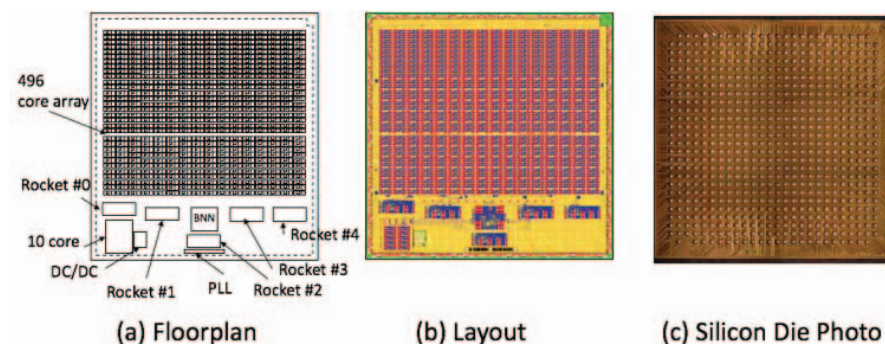 496
core array
Rocket #0
BNN
Rocket #4
10 core
DC/DC
Rocket #3
Rocket #1
PLL
Rocket #2
(a) Floorplan
(b) Layout
(c) Silicon Die Photo